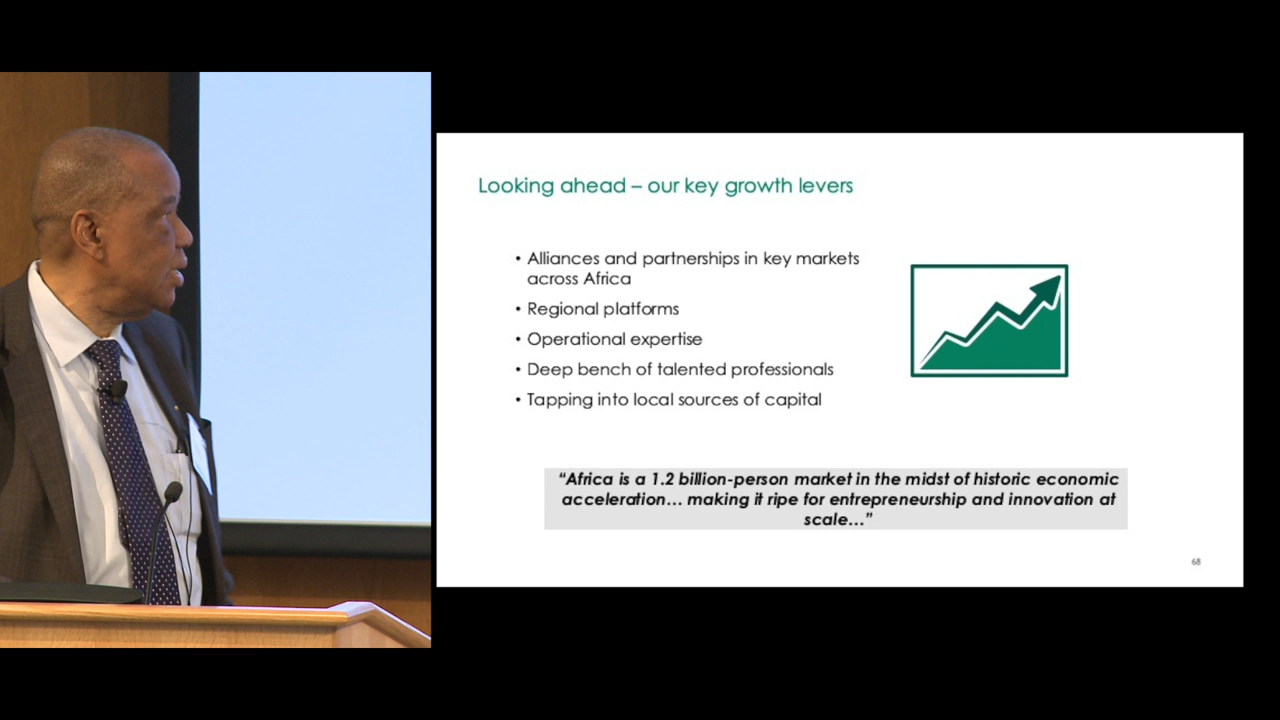 Looking ahead – our key growth levers
• Alliances and partnerships in key markets
across Africa
• Regional platforms
• Operational expertise
• Deep bench of talented professionals
• Tapping into local sources of capital
“Africa is a 1.2 billion-person market in the midst of historic economic
acceleration... making it ripe for entrepreneurship and innovation at
scale...”
68